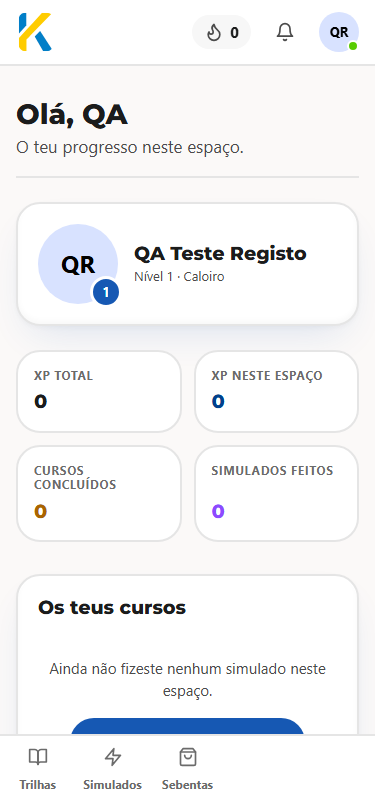 0
QR
Olá, QA
O teu progresso neste espaço.
QR
1
QA Teste Registo
Nível 1 · Caloiro
XP TOTAL
0
XP NESTE ESPAÇO
0
CURSOS
CONCLUÍDOS
0
SIMULADOS FEITOS
0
Os teus cursos
Ainda não fizeste nenhum simulado neste
espaço.
Trilhas
Simulados
Sebentas